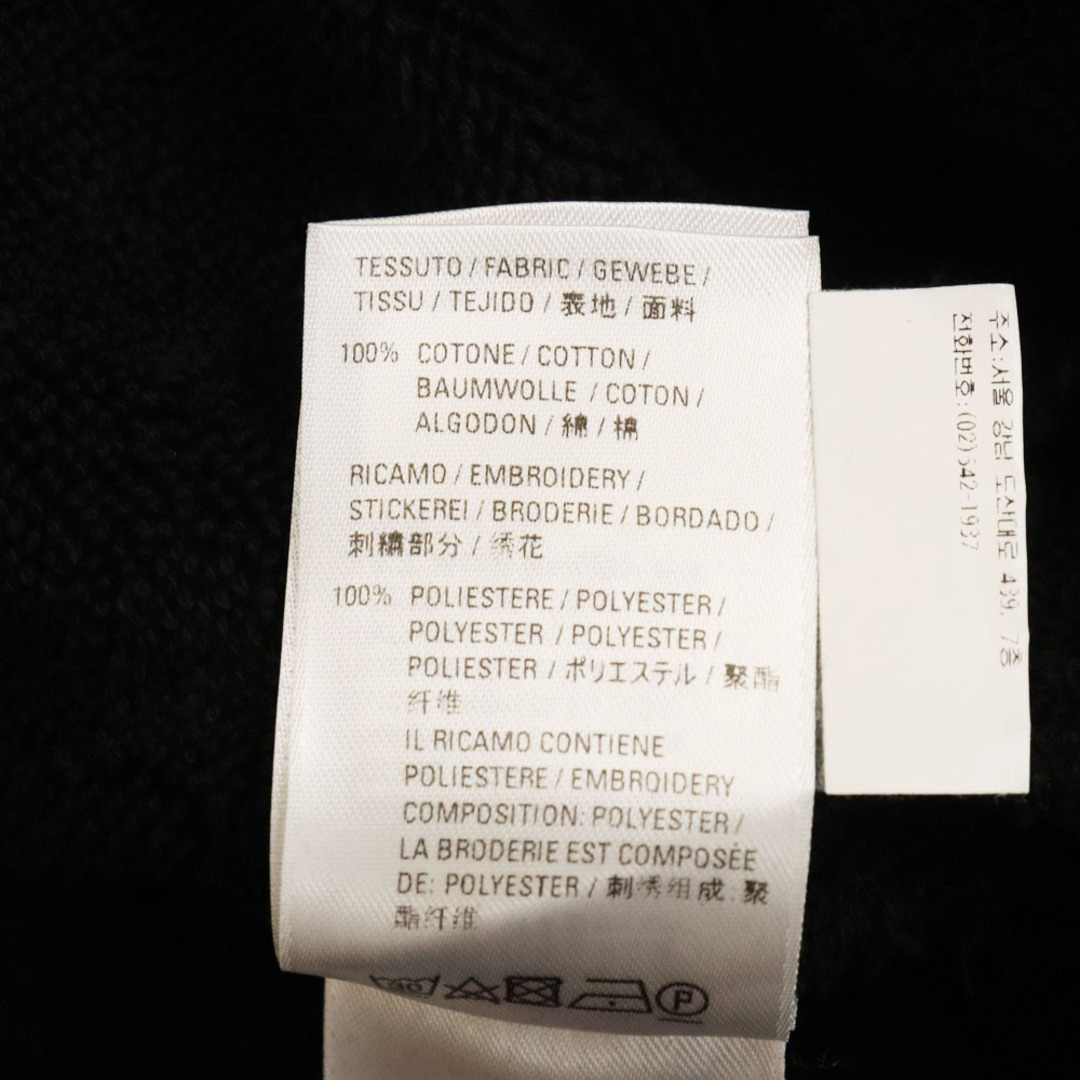 TESSUTO / FABRIC / GEWEBE /
TISSU / TEJIDO / 表地 / 面料
100% COTONE / COTTON /
BAUMWOLLE / COTON /
ALGODON / 綿 / 棉
RICAMO / EMBROIDERY /
STICKEREI / BRODERIE / BORDADO /
刺繍部分 / 绣花
100% POLIESTERE / POLYESTER /
POLYESTER / POLYESTER /
POLIESTER / ポリエステル / 聚酯
纤维
IL RICAMO CONTIENE
POLIESTERE / EMBROIDERY
COMPOSITION: POLYESTER /
LA BRODERIE EST COMPOSÉE
DE: POLYESTER / 刺绣组成: 聚
酯纤维
P
주소:서울 강남 도산대로 439, 7층
전화번호:(02)542-1937